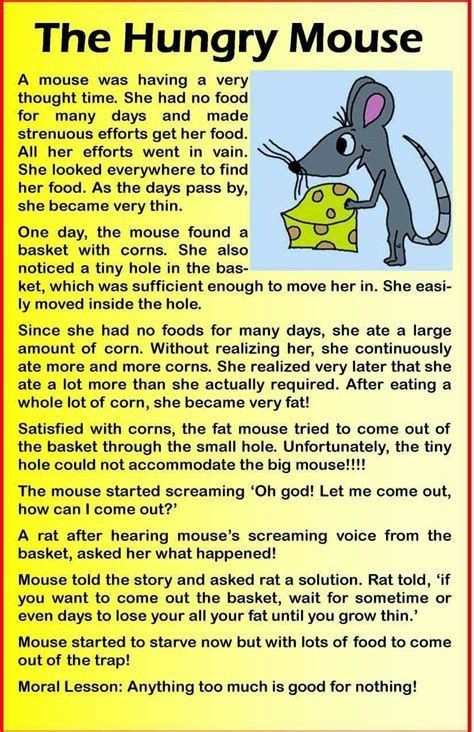 The Hungry Mouse
A mouse was having a very
thought time. She had no food
for many days and made
strenuous efforts get her food.
All her efforts went in vain.
She looked everywhere to find
her food. As the days pass by,
she became very thin.
One day, the mouse found a
basket with corns. She also
noticed a tiny hole in the bas-
ket, which was sufficient enough to move her in. She easi-
ly moved inside the hole.
Since she had no foods for many days, she ate a large
amount of corn. Without realizing her, she continuously
ate more and more corns. She realized very later that she
ate a lot more than she actually required. After eating a
whole lot of corn, she became very fat!
Satisfied with corns, the fat mouse tried to come out of
the basket through the small hole. Unfortunately, the tiny
hole could not accommodate the big mouse!!!!
The mouse started screaming ‘Oh god! Let me come out,
how can I come out?’
A rat after hearing mouse’s screaming voice from the
basket, asked her what happened!
Mouse told the story and asked rat a solution. Rat told, ‘if
you want to come out the basket, wait for sometime or
even days to lose your all your fat until you grow thin.’
Mouse started to starve now but with lots of food to come
out of the trap!
Moral Lesson: Anything too much is good for nothing!